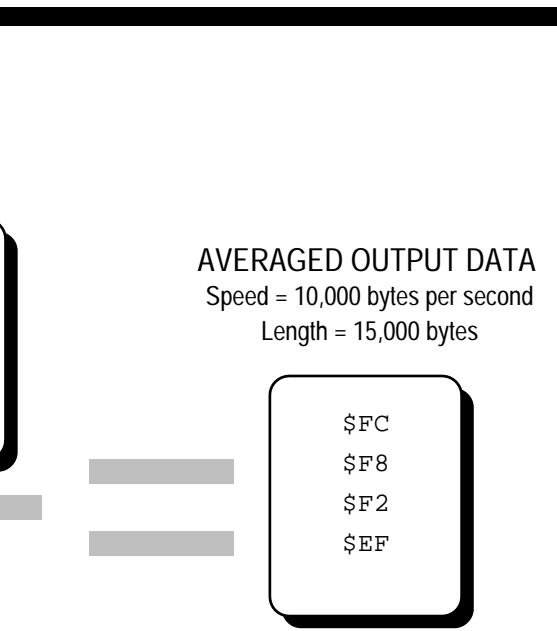 AVERAGED OUTPUT DATA
Speed = 10,000 bytes per second
Length = 15,000 bytes
$FC
$F8
$F2
$EF